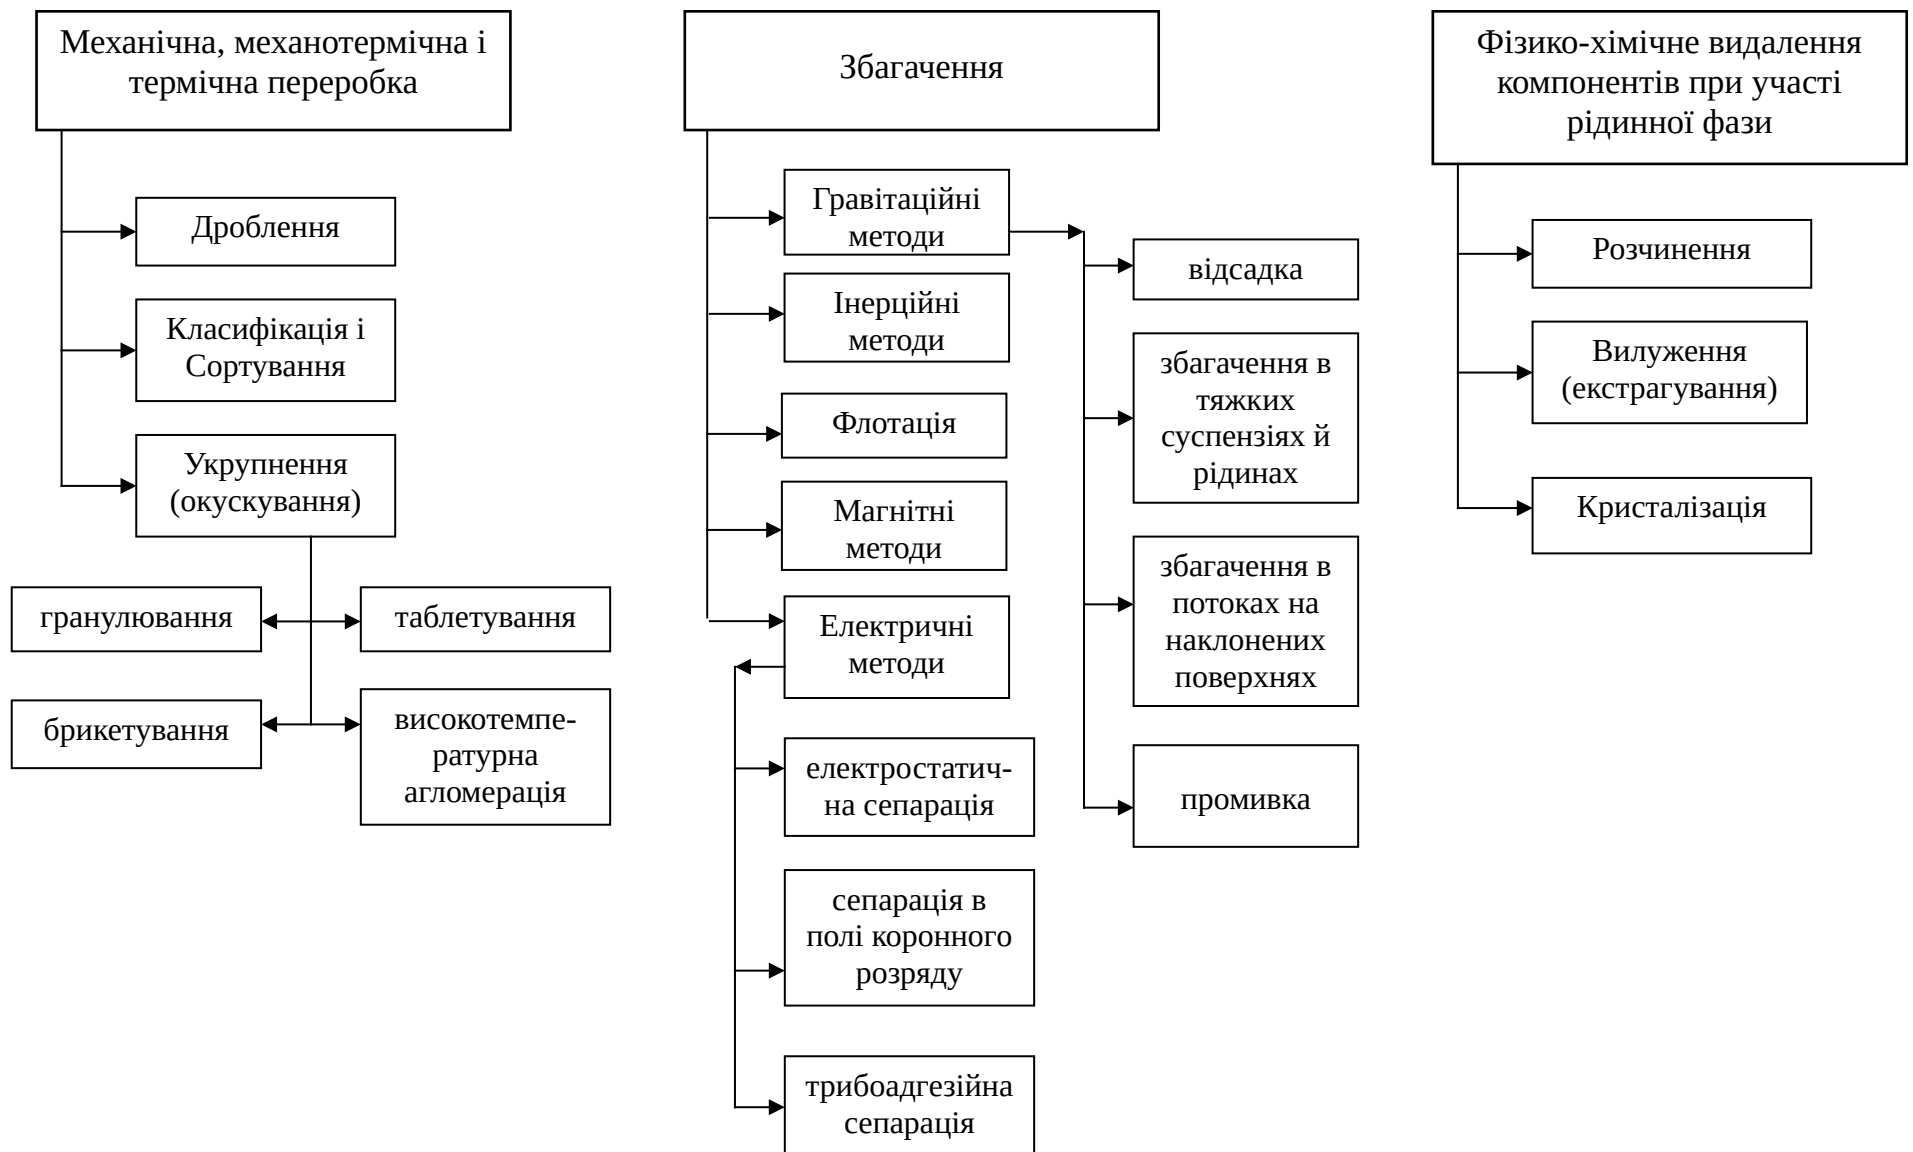 Механічна, механотермічна і
термічна переробка
Дроблення
Класифікація і
Сортування
Укрупнення
(окускування)
гранулювання
таблетування
брикетування
високотемпе-
ратурна
агломерація
Збагачення
Гравітаційні
методи
Інерційні
методи
Флотація
Магнітні
методи
Електричні
методи
електростатич-
на сепарація
сепарація в
полі коронного
розряду
трибоадгезійна
сепарація
відсадка
збагачення в
тяжких
суспензіях й
рідинах
збагачення в
потоках на
наклонених
поверхнях
промивка
Фізико-хімічне видалення
компонентів при участі
рідинної фази
Розчинення
Вилуження
(екстрагування)
Кристалізація